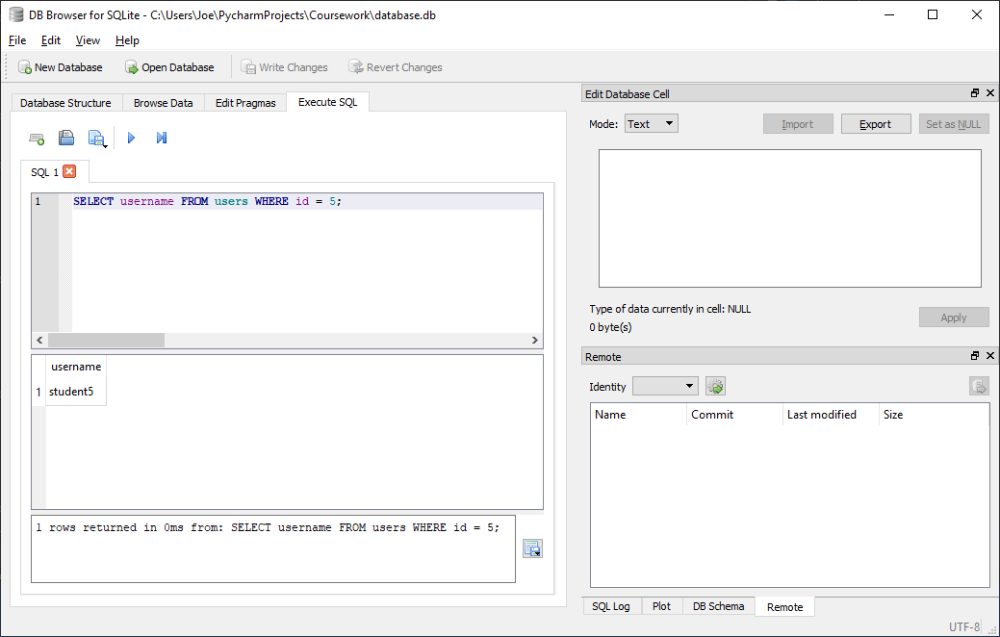 DB Browser for SQLite - C:\Users\Joe\PycharmProjects\Coursework\database.db
File Edit View Help
New Database Open Database Write Changes Revert Changes
Database Structure Browse Data Edit Pragmas Execute SQL
SQL 1
1 SELECT username FROM users WHERE id = 5;
username
1 student5
1 rows returned in 0ms from: SELECT username FROM users WHERE id = 5;
Edit Database Cell
Mode: Text Import Export Set as NULL
Type of data currently in cell: NULL
0 byte(s)
Apply
Remote
Identity
Name Commit Last modified Size
SQL Log Plot DB Schema Remote
UTF-8